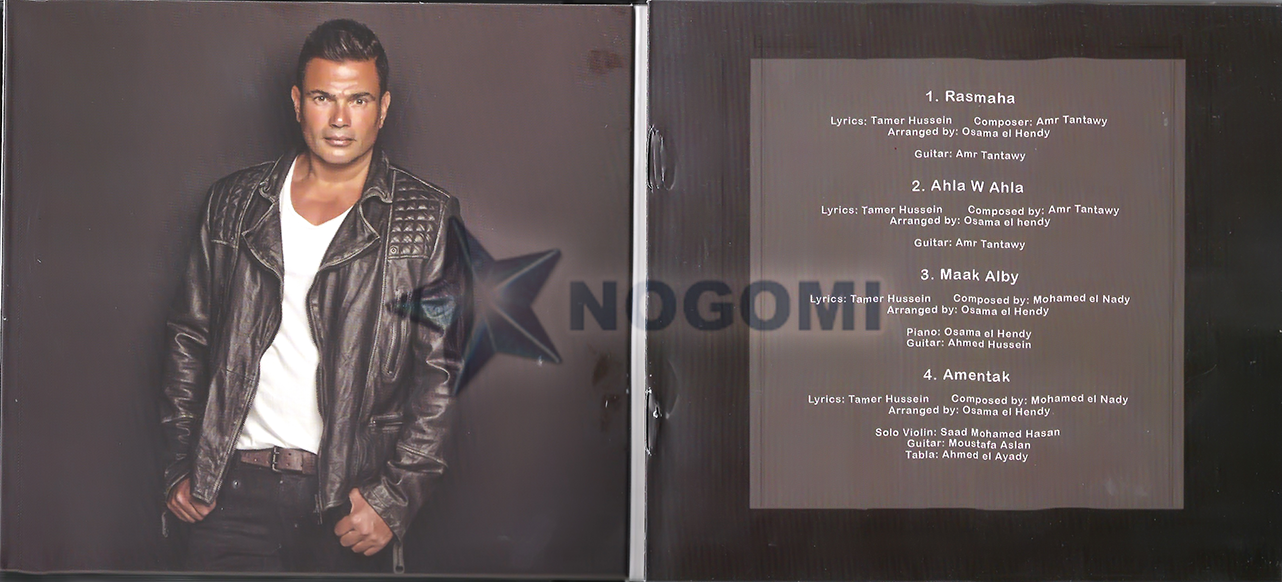 NOGOMI
1. Rasmaha
Lyrics: Tamer Hussein Composer: Amr Tantawy
Arranged by: Osama el Hendy
Guitar: Amr Tantawy
2. Ahla W Ahla
Lyrics: Tamer Hussein Composed by: Amr Tantawy
Arranged by: Osama el hendy
Guitar: Amr Tantawy
3. Maak Alby
Lyrics: Tamer Hussein Composed by: Mohamed el Nady
Arranged by: Osama el Hendy
Piano: Osama el Hendy
Guitar: Ahmed Hussein
4. Amentak
Lyrics: Tamer Hussein Composed by: Mohamed el Nady
Arranged by: Osama el Hendy
Solo Violin: Saad Mohamed Hasan
Guitar: Moustafa Aslan
Tabla: Ahmed el Ayady